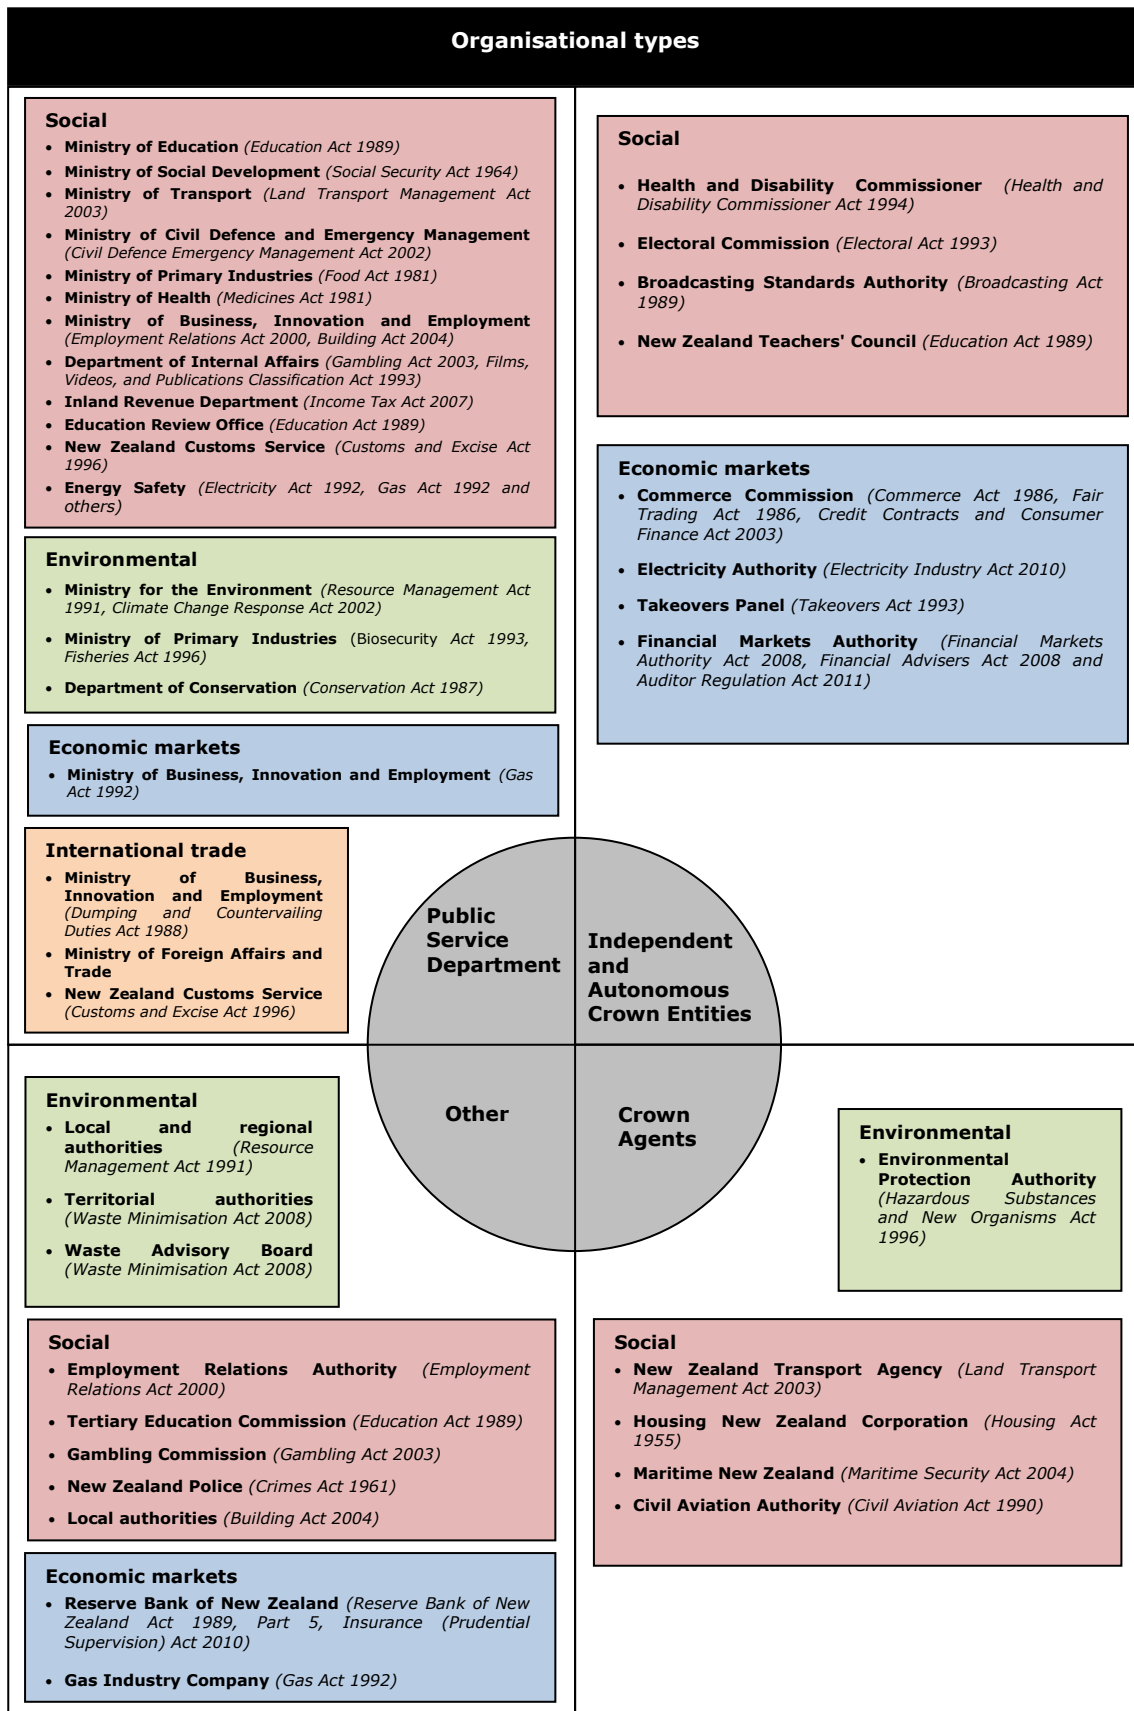 Organisational types
Social
• Ministry of Education (Education Act 1989)
• Ministry of Social Development (Social Security Act 1964)
• Ministry of Transport (Land Transport Management Act
2003)
• Ministry of Civil Defence and Emergency Management
(Civil Defence Emergency Management Act 2002)
• Ministry of Primary Industries (Food Act 1981)
• Ministry of Health (Medicines Act 1981)
• Ministry of Business, Innovation and Employment
(Employment Relations Act 2000, Building Act 2004)
• Department of Internal Affairs (Gambling Act 2003, Films,
Videos, and Publications Classification Act 1993)
• Inland Revenue Department (Income Tax Act 2007)
• Education Review Office (Education Act 1989)
• New Zealand Customs Service (Customs and Excise Act
1996)
• Energy Safety (Electricity Act 1992, Gas Act 1992 and
others)
Environmental
• Ministry for the Environment (Resource Management Act
1991, Climate Change Response Act 2002)
• Ministry of Primary Industries (Biosecurity Act 1993,
Fisheries Act 1996)
• Department of Conservation (Conservation Act 1987)
Economic markets
• Ministry of Business, Innovation and Employment (Gas
Act 1992)
International trade
• Ministry of Business,
Innovation and Employment
(Dumping and Countervailing
Duties Act 1988)
• Ministry of Foreign Affairs and
Trade
• New Zealand Customs Service
(Customs and Excise Act 1996)
Social
• Health and Disability Commissioner (Health and
Disability Commissioner Act 1994)
• Electoral Commission (Electoral Act 1993)
• Broadcasting Standards Authority (Broadcasting Act
1989)
• New Zealand Teachers' Council (Education Act 1989)
Economic markets
• Commerce Commission (Commerce Act 1986, Fair
Trading Act 1986, Credit Contracts and Consumer
Finance Act 2003)
• Electricity Authority (Electricity Industry Act 2010)
• Takeovers Panel (Takeovers Act 1993)
• Financial Markets Authority (Financial Markets
Authority Act 2008, Financial Advisers Act 2008 and
Auditor Regulation Act 2011)
Public
Service
Department
Independent
and
Autonomous
Crown Entities
Other
Crown
Agents
Environmental
• Local and regional
authorities (Resource
Management Act 1991)
• Territorial authorities
(Waste Minimisation Act 2008)
• Waste Advisory Board
(Waste Minimisation Act 2008)
Social
• Employment Relations Authority (Employment
Relations Act 2000)
• Tertiary Education Commission (Education Act 1989)
• Gambling Commission (Gambling Act 2003)
• New Zealand Police (Crimes Act 1961)
• Local authorities (Building Act 2004)
Economic markets
• Reserve Bank of New Zealand (Reserve Bank of New
Zealand Act 1989, Part 5, Insurance (Prudential
Supervision) Act 2010)
• Gas Industry Company (Gas Act 1992)
Environmental
• Environmental
Protection Authority
(Hazardous Substances
and New Organisms Act
1996)
Social
• New Zealand Transport Agency (Land Transport
Management Act 2003)
• Housing New Zealand Corporation (Housing Act
1955)
• Maritime New Zealand (Maritime Security Act 2004)
• Civil Aviation Authority (Civil Aviation Act 1990)